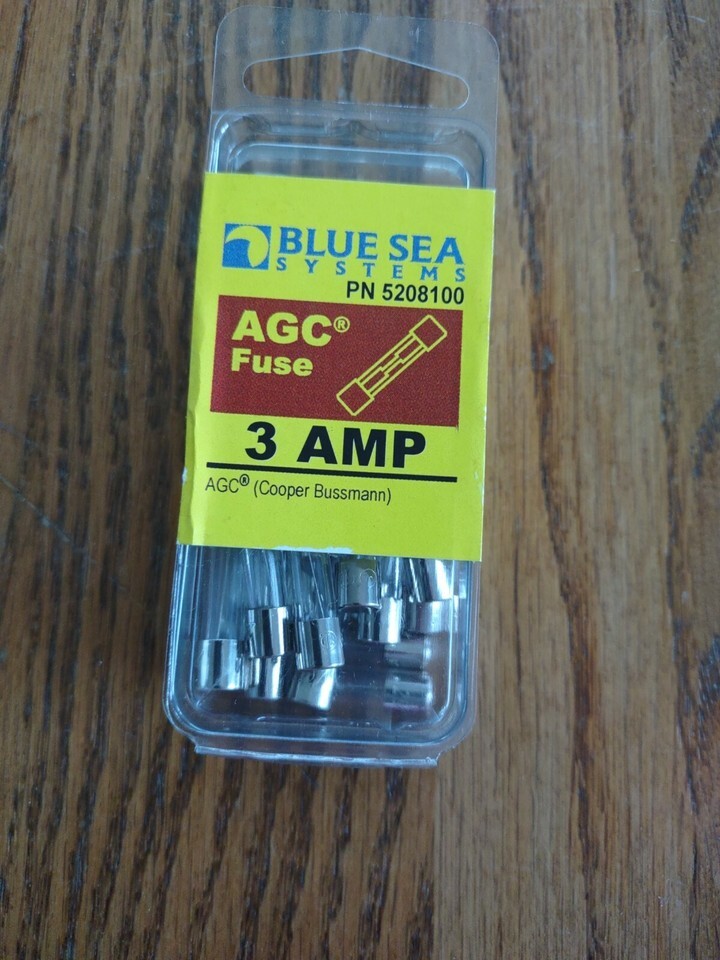 BLUE SEA
SYSTEMS
PN 5208100
AGC®
Fuse
3 AMP
AGC® (Cooper Bussmann)